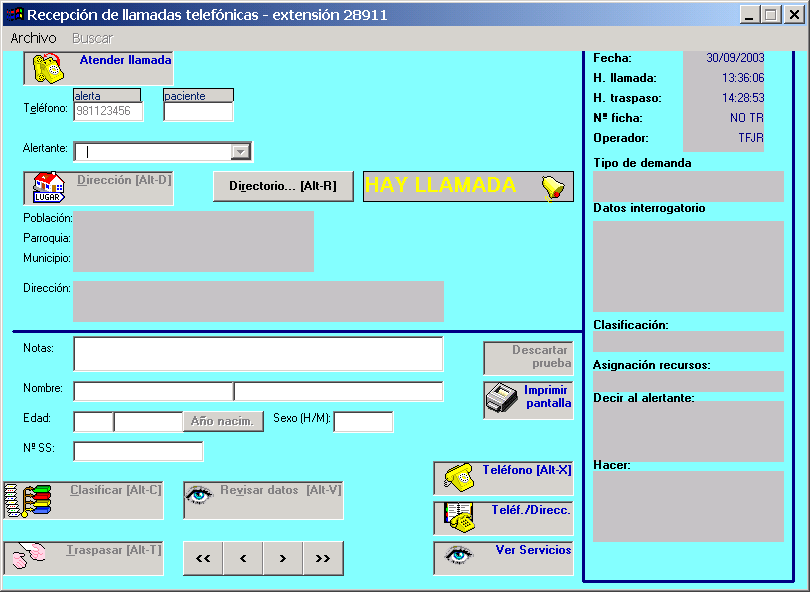 Recepción de llamadas telefónicas - extensión 28911
Archivo Buscar
Atender llamada
alerta paciente
Teléfono: 981123456
Alertante:
Dirección [Alt-D]
LUGAR
Directorio... [Alt-R]
HAY LLAMADA
Población:
Parroquia:
Municipio:
Dirección:
Notas:
Descartar
prueba
Nombre:
Imprimir
pantalla
Edad: Año nacim. Sexo (H/M):
Nº SS:
Clasificar [Alt-C]
Revisar datos [Alt-V]
Teléfono [Alt-X]
Teléf./Direcc.
Traspasar [Alt-T]
<< < > >>
Ver Servicios
Fecha: 30/09/2003
H. llamada: 13:36:06
H. traspaso: 14:28:53
Nº ficha: NO TR
Operador: TFJR
Tipo de demanda
Datos interrogatorio
Clasificación:
Asignación recursos:
Decir al alertante:
Hacer: